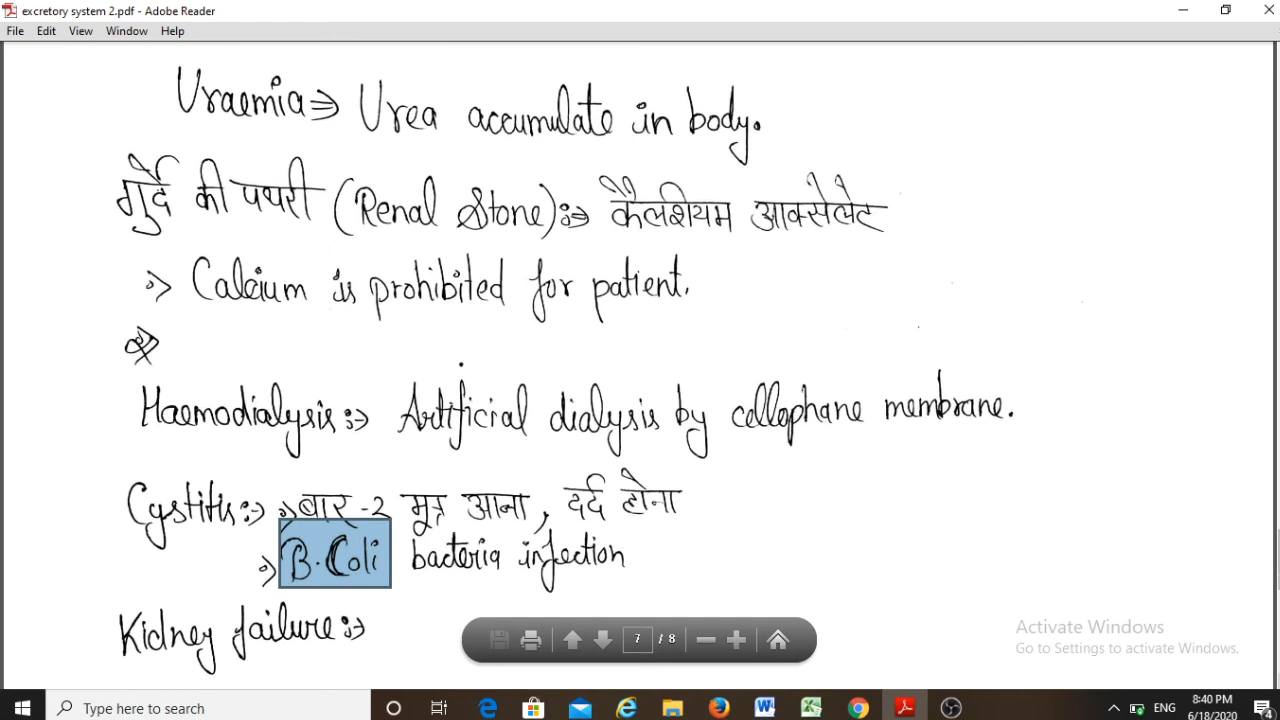 excretory system 2.pdf - Adobe Reader
File Edit View Window Help
Uraemia⇒ Urea accumulate in body.
गुर्दे की पथरी (Renal Stone):⇒ कैलशियम आक्सेलेट
⇒ Calcium is prohibited for patient.
Haemodialysis:⇒ Artificial dialysis by cellophane membrane.
Cystitis:⇒ ⇒ बार-2 मूत्र आना, दर्द होना
⇒ B.Coli bacteria infection
Kidney failure:⇒
7 / 8
Activate Windows
Go to Settings to activate Windows.
Type here to search
ENG
8:40 PM
6/18/2020
4